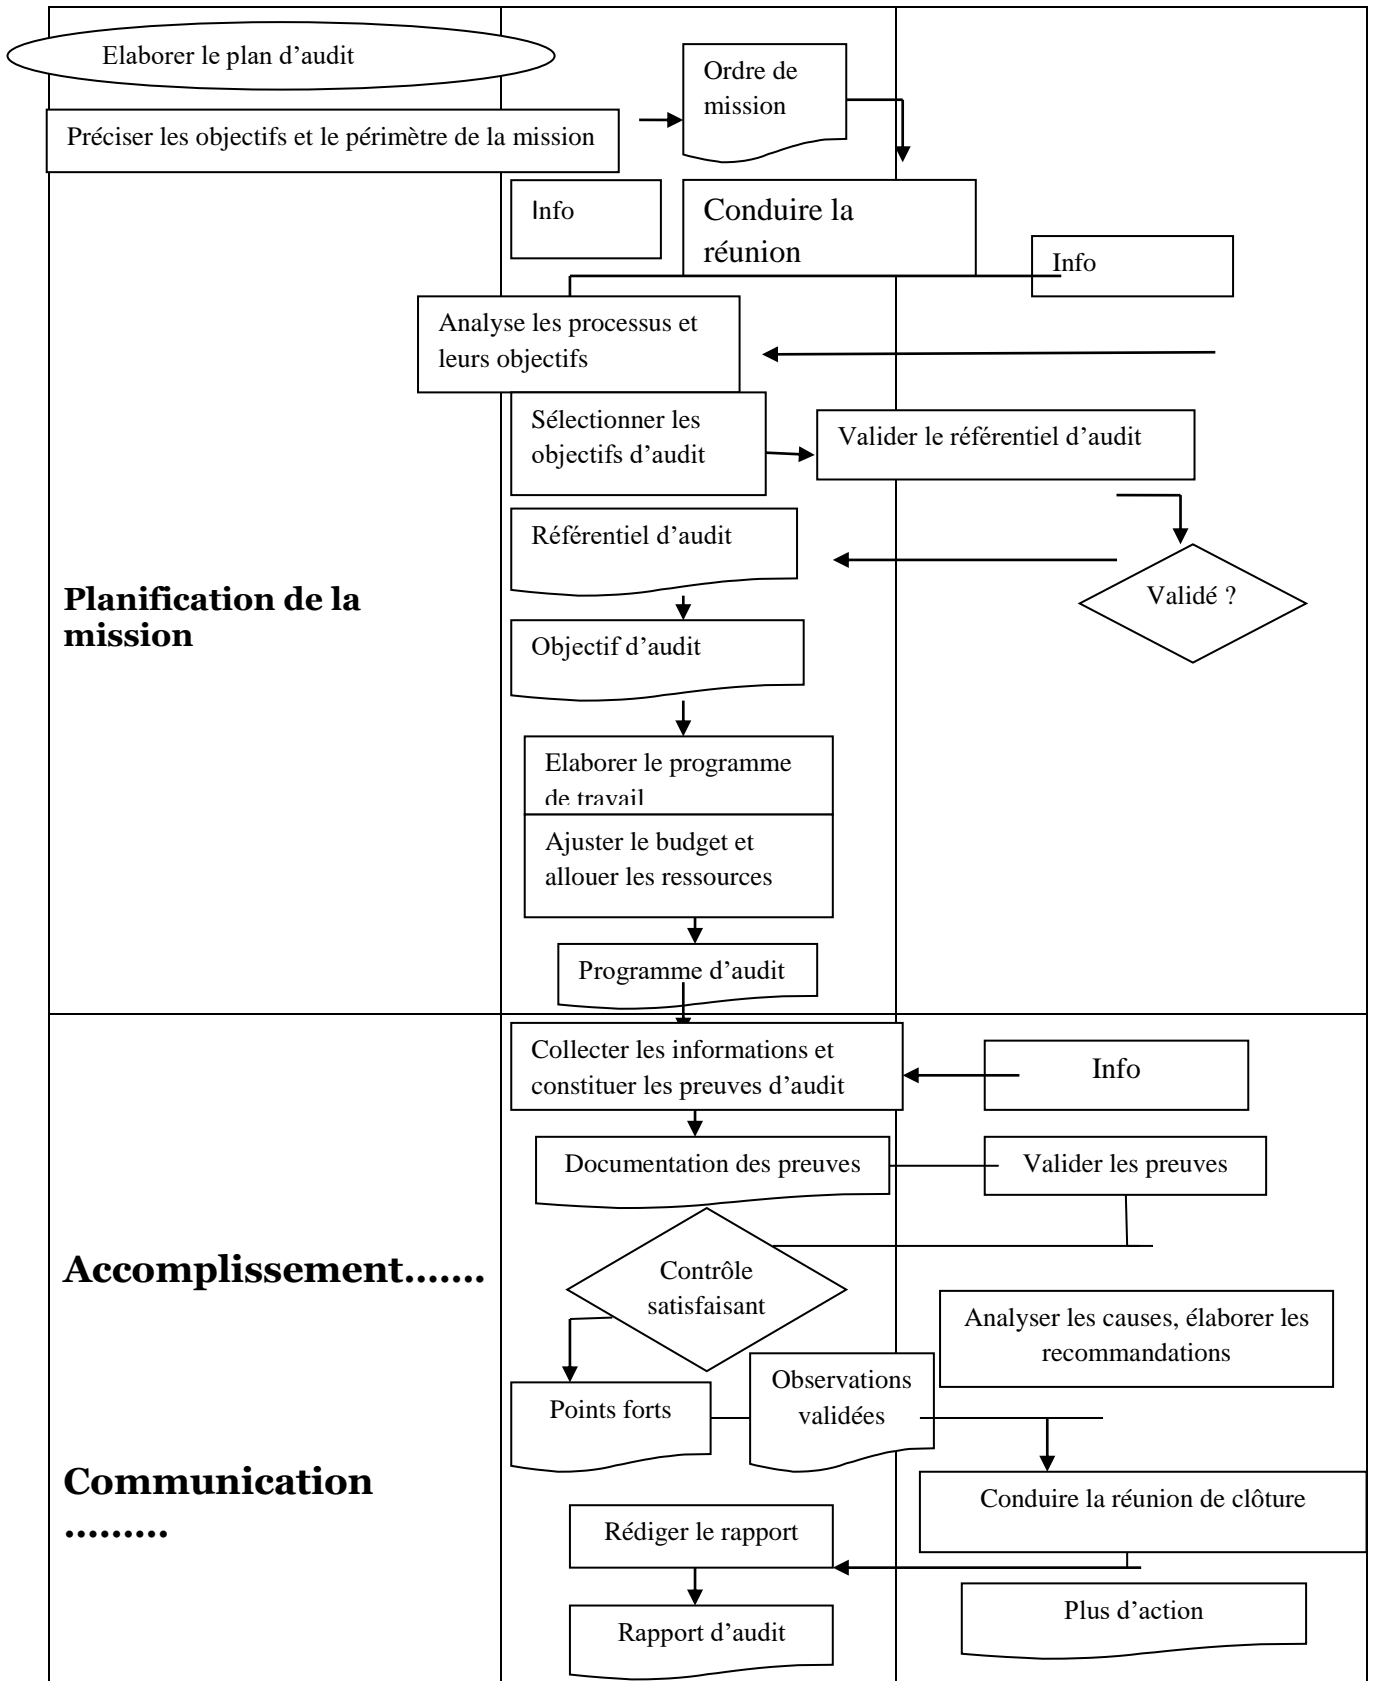 Elaborer le plan d’audit
Ordre de
mission
Préciser les objectifs et le périmètre de la mission
Info
Conduire la
réunion
Info
Analyse les processus et
leurs objectifs
Sélectionner les
objectifs d’audit
Valider le référentiel d’audit
Référentiel d’audit
Validé ?
Planification de la
mission
Objectif d’audit
Elaborer le programme
de travail
Ajuster le budget et
allouer les ressources
Programme d’audit
Collecter les informations et
constituer les preuves d’audit
Info
Documentation des preuves
Valider les preuves
Accomplissement.......
Contrôle
satisfaisant
Analyser les causes, élaborer les
recommandations
Points forts
Observations
validées
Communication
.........
Conduire la réunion de clôture
Rédiger le rapport
Plus d’action
Rapport d’audit